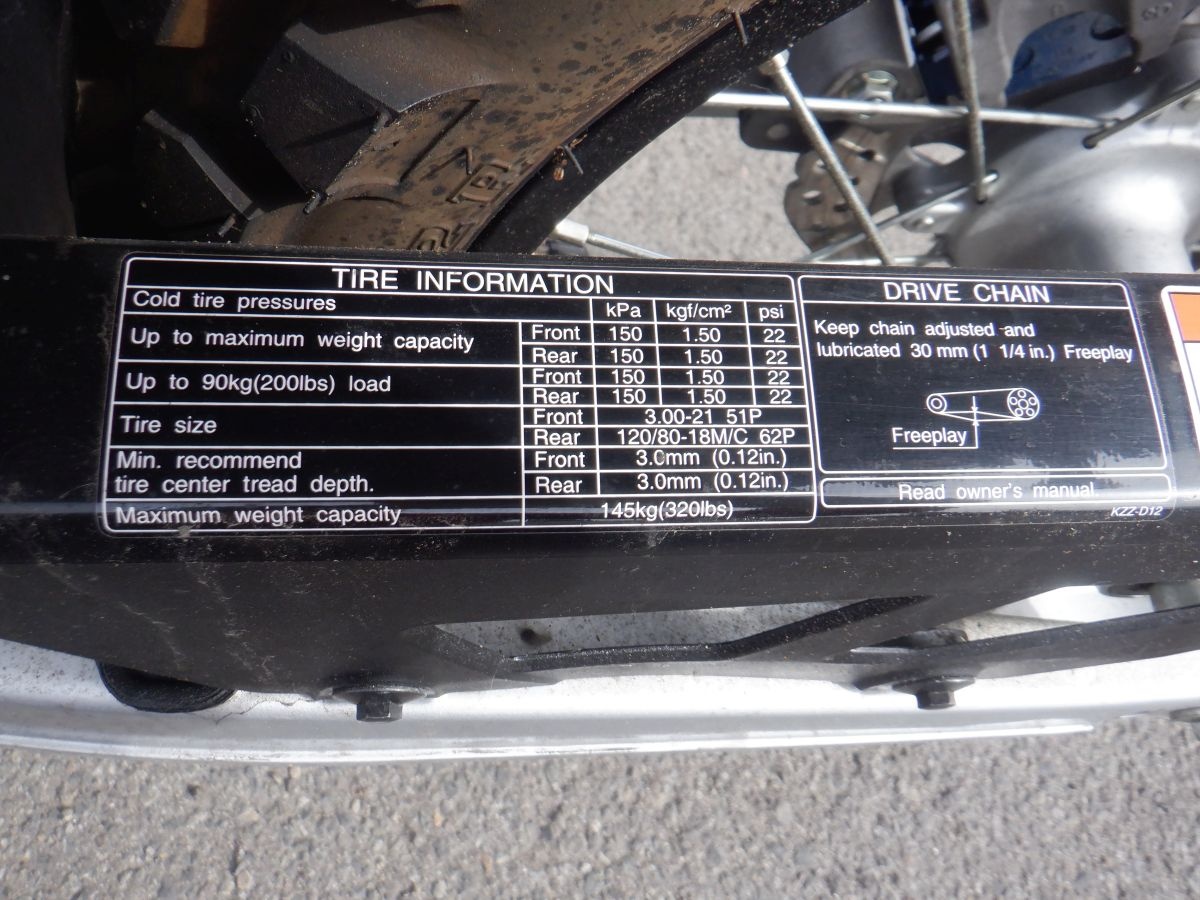 TIRE INFORMATION
Cold tire pressures kPa kgf/cm² psi
Up to maximum weight capacity Front 150 1.50 22
Rear 150 1.50 22
Up to 90kg(200lbs) load Front 150 1.50 22
Rear 150 1.50 22
Tire size Front 3.00-21 51P
Rear 120/80-18M/C 62P
Min. recommend Front 3.0mm (0.12in.)
tire center tread depth. Rear 3.0mm (0.12in.)
Maximum weight capacity 145kg(320lbs)
DRIVE CHAIN
Keep chain adjusted and
lubricated 30 mm (1 1/4 in.) Freeplay
Freeplay
Read owner's manual.
KZZ-D12